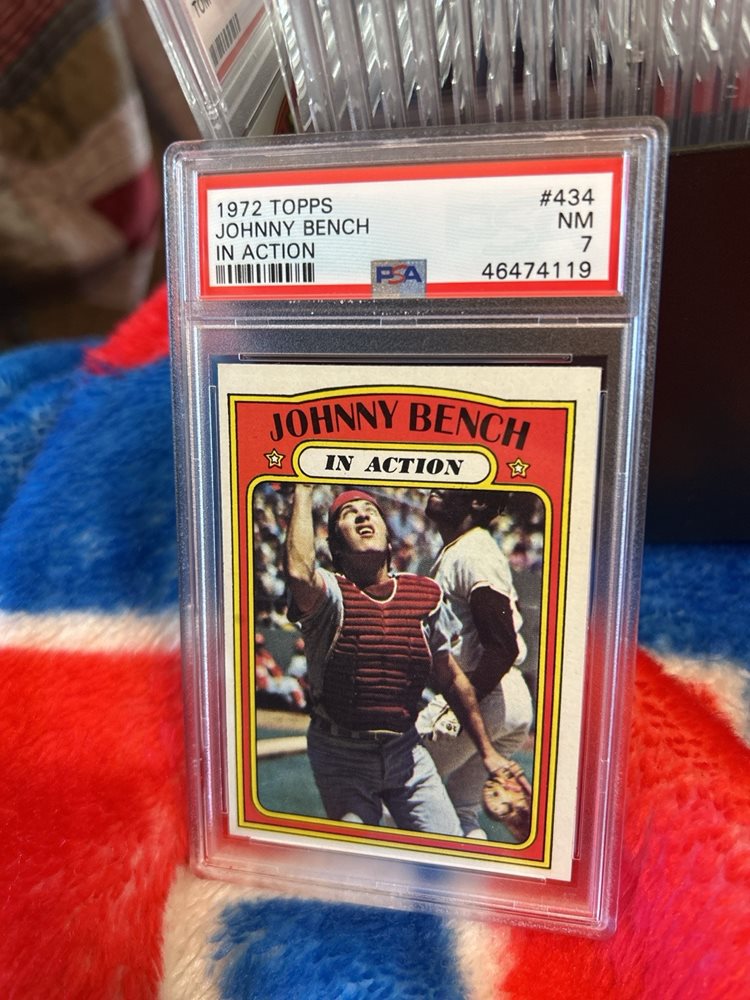 1972 TOPPS #434
JOHNNY BENCH NM
IN ACTION 7
PSA 46474119
JOHNNY BENCH
IN ACTION